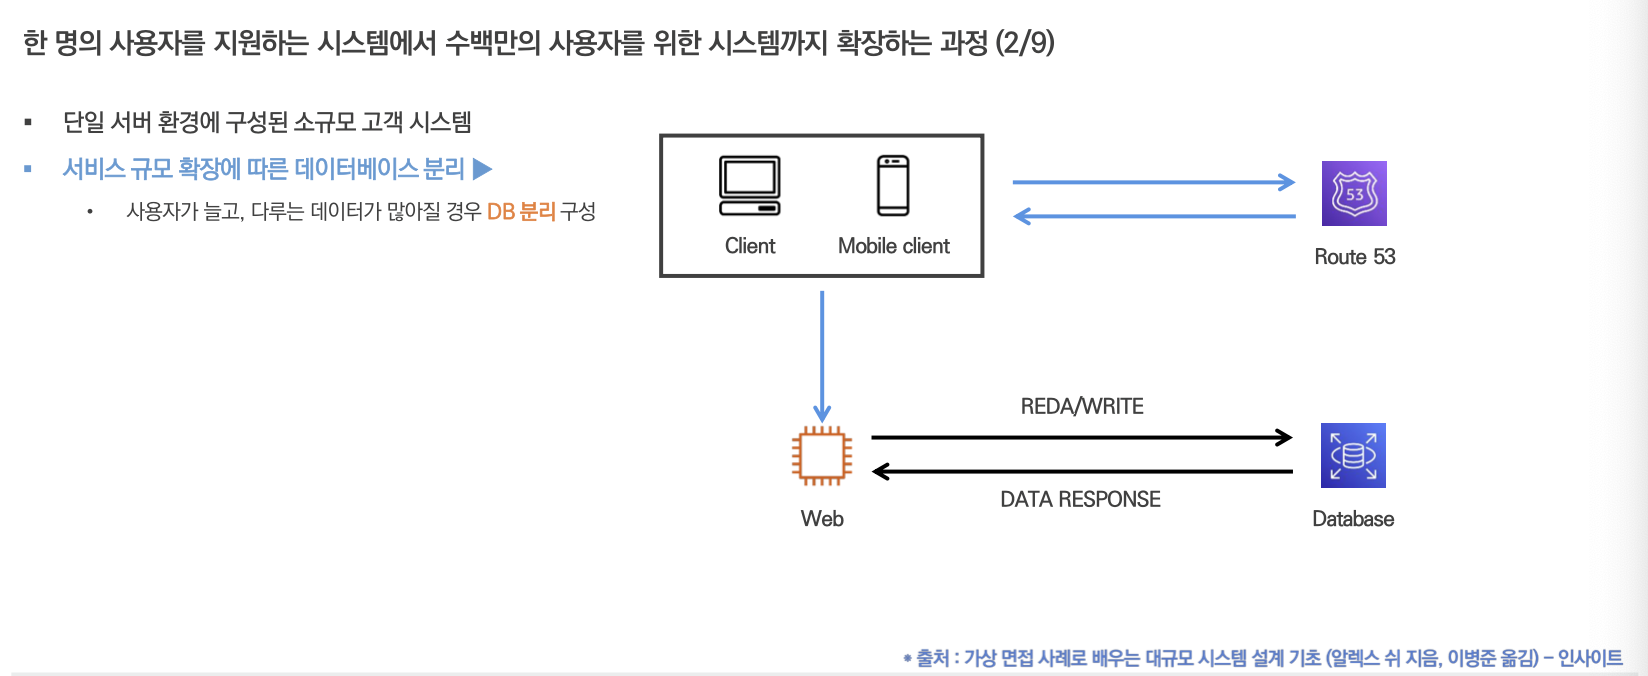 한 명의 사용자를 지원하는 시스템에서 수백만의 사용자를 위한 시스템까지 확장하는 과정 (2/9)
▪ 단일 서버 환경에 구성된 소규모 고객 시스템
▪ 서비스 규모 확장에 따른 데이터베이스 분리 ▶
• 사용자가 늘고, 다루는 데이터가 많아질 경우 DB 분리 구성
Client
Mobile client
53
Route 53
REDA/WRITE
DATA RESPONSE
Web
Database
* 출처 : 가상 면접 사례로 배우는 대규모 시스템 설계 기초 (알렉스 쉬 지음, 이병준 옮김) – 인사이트